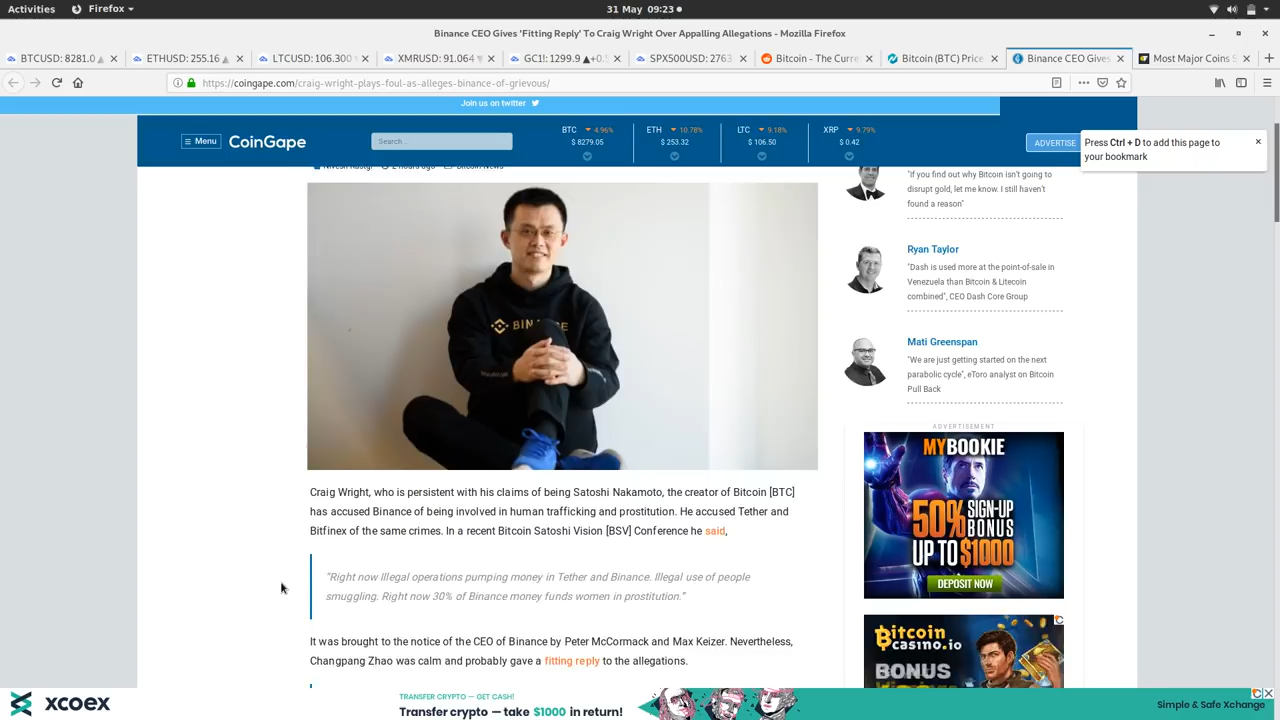 Activities
Firefox
31 May 09:23
Binance CEO Gives 'Fitting Reply' To Craig Wright Over Appalling Allegations - Mozilla Firefox
BTCUSD: 8281.0
ETHUSD: 255.16
LTCUSD: 106.300
XMRUSD: 91.064
GC1!: 1299.9 ▲+0.5
SPX500USD: 2763
Bitcoin - The Curre
Bitcoin (BTC) Price
Binance CEO Gives
Most Major Coins S
https://coingape.com/craig-wright-plays-foul-as-alleges-binance-of-grievous/
Join us on twitter
Menu
CoinGape
Search ..
BTC 4.96%
$ 8279.05
ETH 10.78%
$ 253.32
LTC 9.18%
$ 106.50
XRP 9.79%
$ 0.42
ADVERTISE
Press Ctrl + D to add this page to
your bookmark
2 hours ago
Bitcoin News
BINANCE
"If you find out why Bitcoin isn't going to
disrupt gold, let me know. I still haven't
found a reason"
Ryan Taylor
"Dash is used more at the point-of-sale in
Venezuela than Bitcoin & Litecoin
combined", CEO Dash Core Group
Mati Greenspan
"We are just getting started on the next
parabolic cycle", eToro analyst on Bitcoin
Pull Back
ADVERTISEMENT
MYBOOKIE
50% SIGN-UP
BONUS
UP TO $1000
DEPOSIT NOW
Bitcoin
casino.io
BONUS
Craig Wright, who is persistent with his claims of being Satoshi Nakamoto, the creator of Bitcoin [BTC]
has accused Binance of being involved in human trafficking and prostitution. He accused Tether and
Bitfinex of the same crimes. In a recent Bitcoin Satoshi Vision [BSV] Conference he said,
"Right now Illegal operations pumping money in Tether and Binance. Illegal use of people
smuggling. Right now 30% of Binance money funds women in prostitution."
It was brought to the notice of the CEO of Binance by Peter McCormack and Max Keizer. Nevertheless,
Changpang Zhao was calm and probably gave a fitting reply to the allegations.
xcoex
TRANSFER CRYPTO — GET CASH!
Transfer crypto — take $1000 in return!
Simple & Safe Xchange